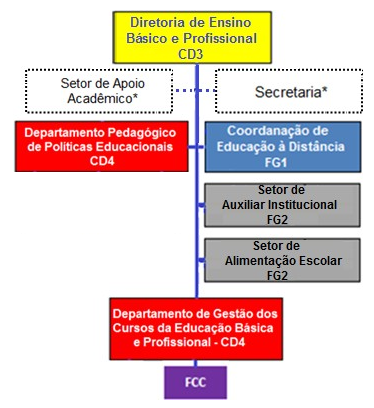 Diretoria de Ensino
Básico e Profissional
CD3
Setor de Apoio
Acadêmico*
Secretaria*
Departamento Pedagógico
de Políticas Educacionais
CD4
Coordanação de
Educação à Distância
FG1
Setor de
Auxiliar Institucional
FG2
Setor de
Alimentação Escolar
FG2
Departamento de Gestão dos
Cursos da Educação Básica
e Profissional - CD4
FCC